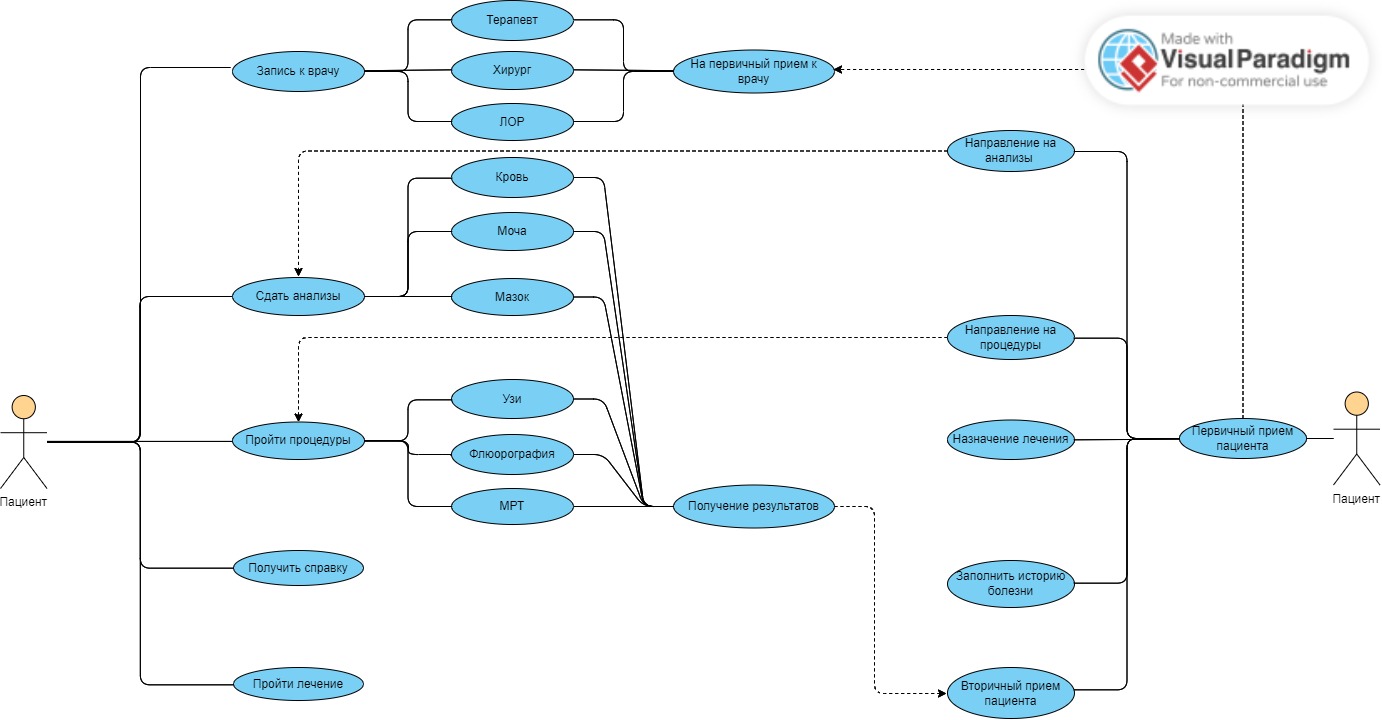 Терапевт
Made with
VisualParadigm
For non-commercial use
Запись к врачу
Хирург
На первичный прием к
врачу
ЛОР
Направление на
анализы
Кровь
Моча
Сдать анализы
Мазок
Направление на
процедуры
Узи
Пройти процедуры
Флюорография
Назначение лечения
Первичный прием
пациента
Пациент
Пациент
МРТ
Получение результатов
Получить справку
Заполнить историю
болезни
Пройти лечение
Вторичный прием
пациента